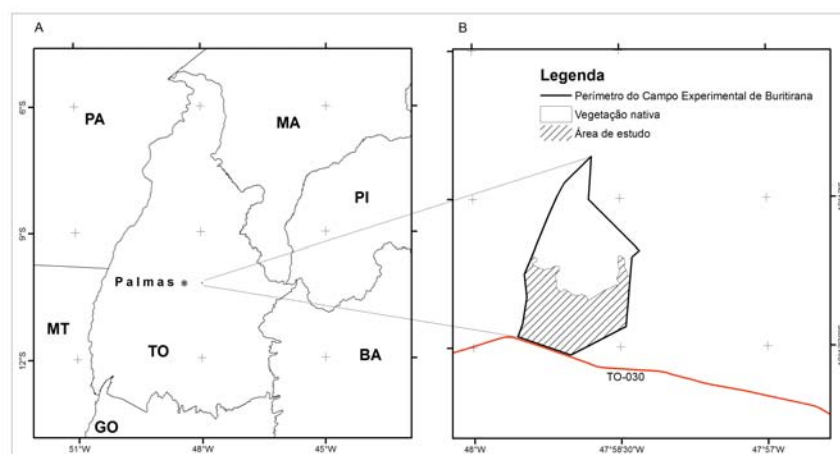 A
PA
MA
PI
Palmas
MT
TO
BA
GO
6°S
9°S
12°S
51°W
48°W
45°W
B
Legenda
Perímetro do Campo Experimental de Buritirana
Vegetação nativa
Área de estudo
TO-030
48°W
47°58'30"W
47°57'W